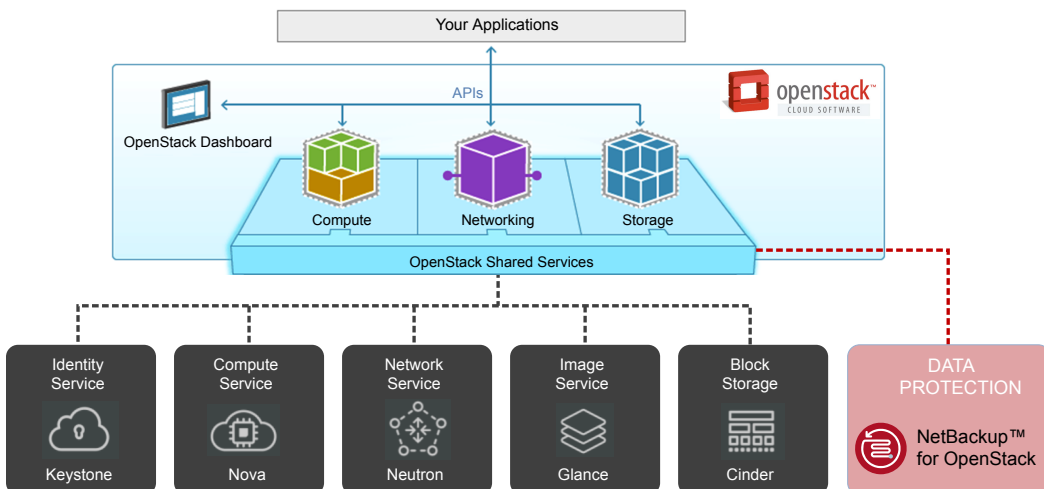 Your Applications
APIs
openstack™
CLOUD SOFTWARE
OpenStack Dashboard
Compute
Networking
Storage
OpenStack Shared Services
Identity
Service
Keystone
Compute
Service
Nova
Network
Service
Neutron
Image
Service
Glance
Block
Storage
Cinder
DATA
PROTECTION
NetBackup™
for OpenStack